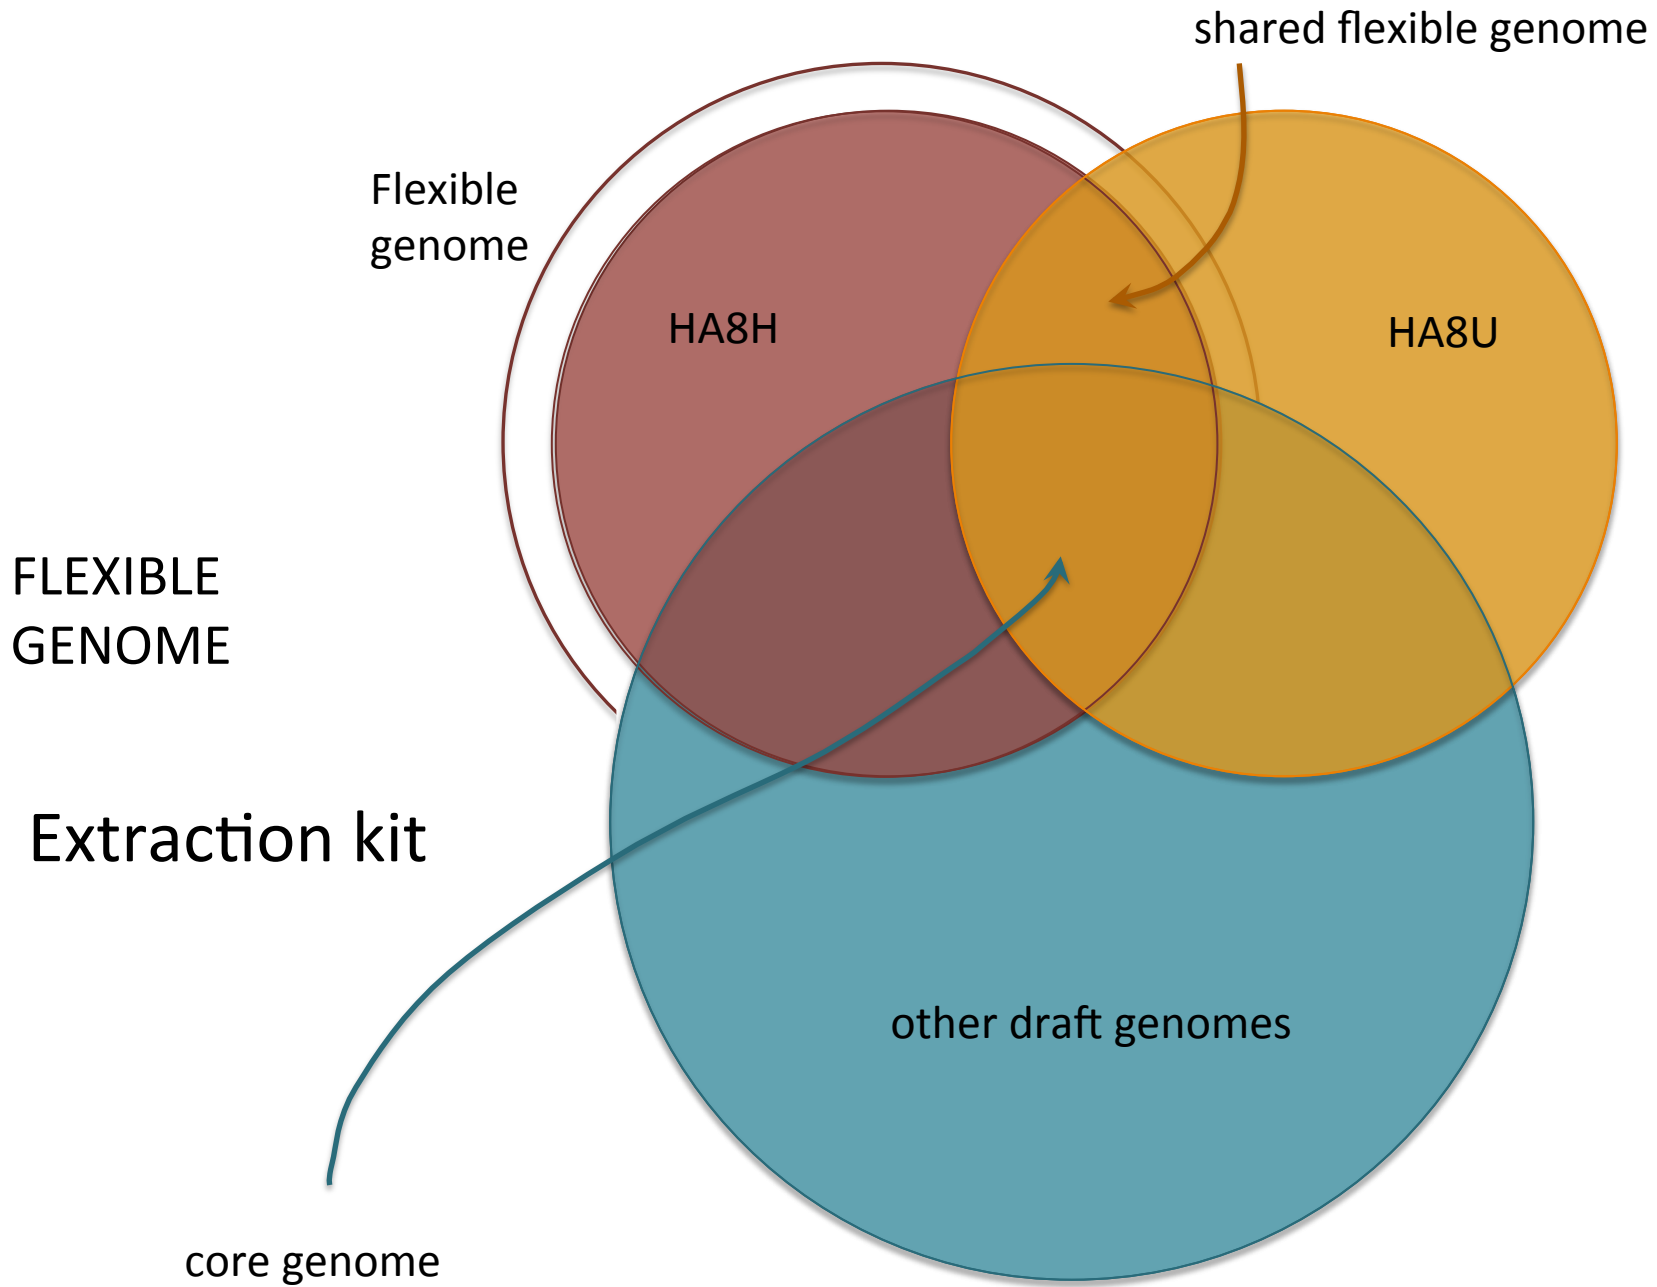 shared flexible genome
Flexible
genome
HA8H
HA8U
FLEXIBLE
GENOME
Extraction kit
other draft genomes
core genome